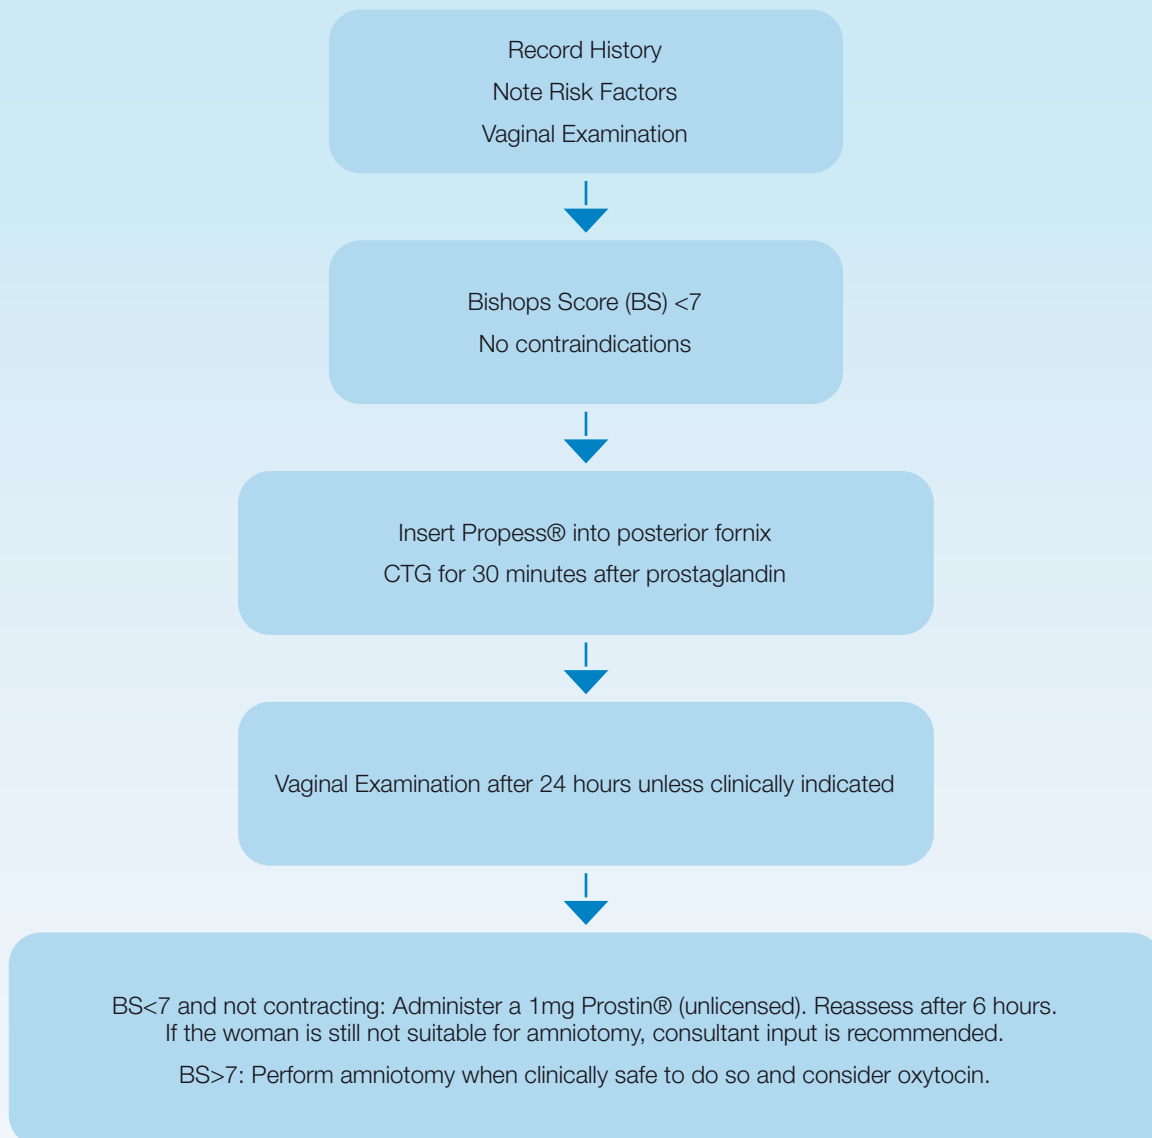 Record History
Note Risk Factors
Vaginal Examination
Bishops Score (BS) <7
No contraindications
Insert Propess® into posterior fornix
CTG for 30 minutes after prostaglandin
Vaginal Examination after 24 hours unless clinically indicated
BS<7 and not contracting: Administer a 1mg Prostin® (unlicensed). Reassess after 6 hours.
If the woman is still not suitable for amniotomy, consultant input is recommended.
BS>7: Perform amniotomy when clinically safe to do so and consider oxytocin.